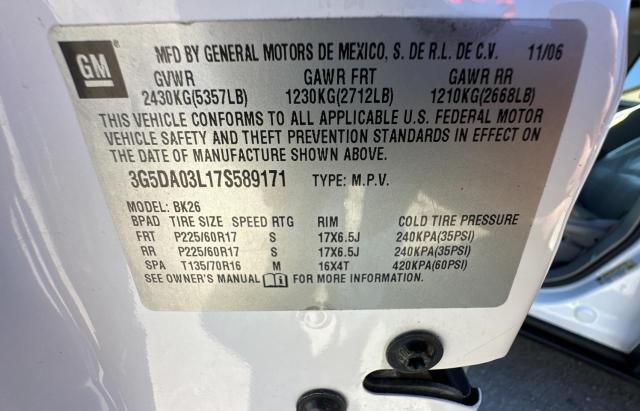 GM
MFD BY GENERAL MOTORS DE MEXICO, S. DE R.L. DE C.V. 11/06
GVWR GAWR FRT GAWR RR
2430KG(5357LB) 1230KG(2712LB) 1210KG(2668LB)
THIS VEHICLE CONFORMS TO ALL APPLICABLE U.S. FEDERAL MOTOR
VEHICLE SAFETY AND THEFT PREVENTION STANDARDS IN EFFECT ON
THE DATE OF MANUFACTURE SHOWN ABOVE.
3G5DA03L17S589171 TYPE: M.P.V.
MODEL: BK26
BPAD TIRE SIZE SPEED RTG RIM COLD TIRE PRESSURE
FRT P225/60R17 S 17X6.5J 240KPA(35PSI)
RR P225/60R17 S 17X6.5J 240KPA(35PSI)
SPA T135/70R16 M 16X4T 420KPA(60PSI)
SEE OWNER'S MANUAL FOR MORE INFORMATION.